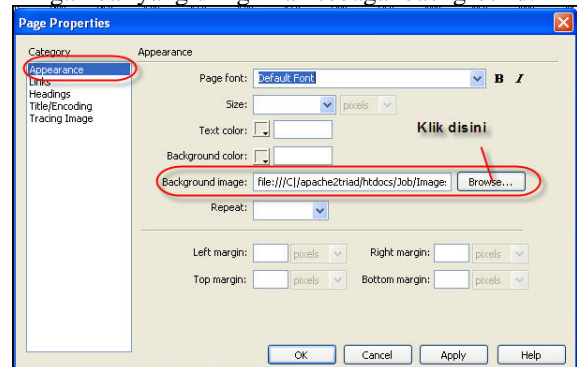 Page Properties
Category
Appearance
Links
Headings
Title/Encoding
Tracing Image
Appearance
Page font: Default Font B I
Size: pixels
Text color:
Klik disini
Background color:
Background image: file:///C|/apache2triad/htdocs/Job/Image: Browse...
Repeat:
Left margin: pixels Right margin: pixels
Top margin: pixels Bottom margin: pixels
OK Cancel Apply Help